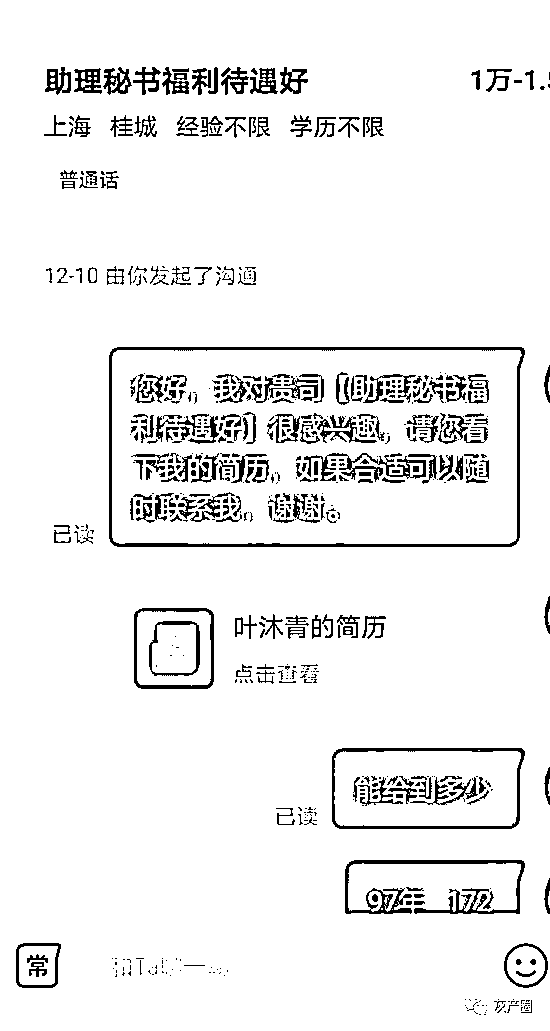 助理秘书福利待遇好 1万-1.5
上海 桂城 经验不限 学历不限
普通话
12-10 由你发起了沟通
您好，我对贵司【助理秘书福
利待遇好】很感兴趣，请您看
下我的简历，如果合适可以随
时联系我，谢谢。
已读
叶沐青的简历
点击查看
能给到多少
已读
97年 172
常
灰产圈